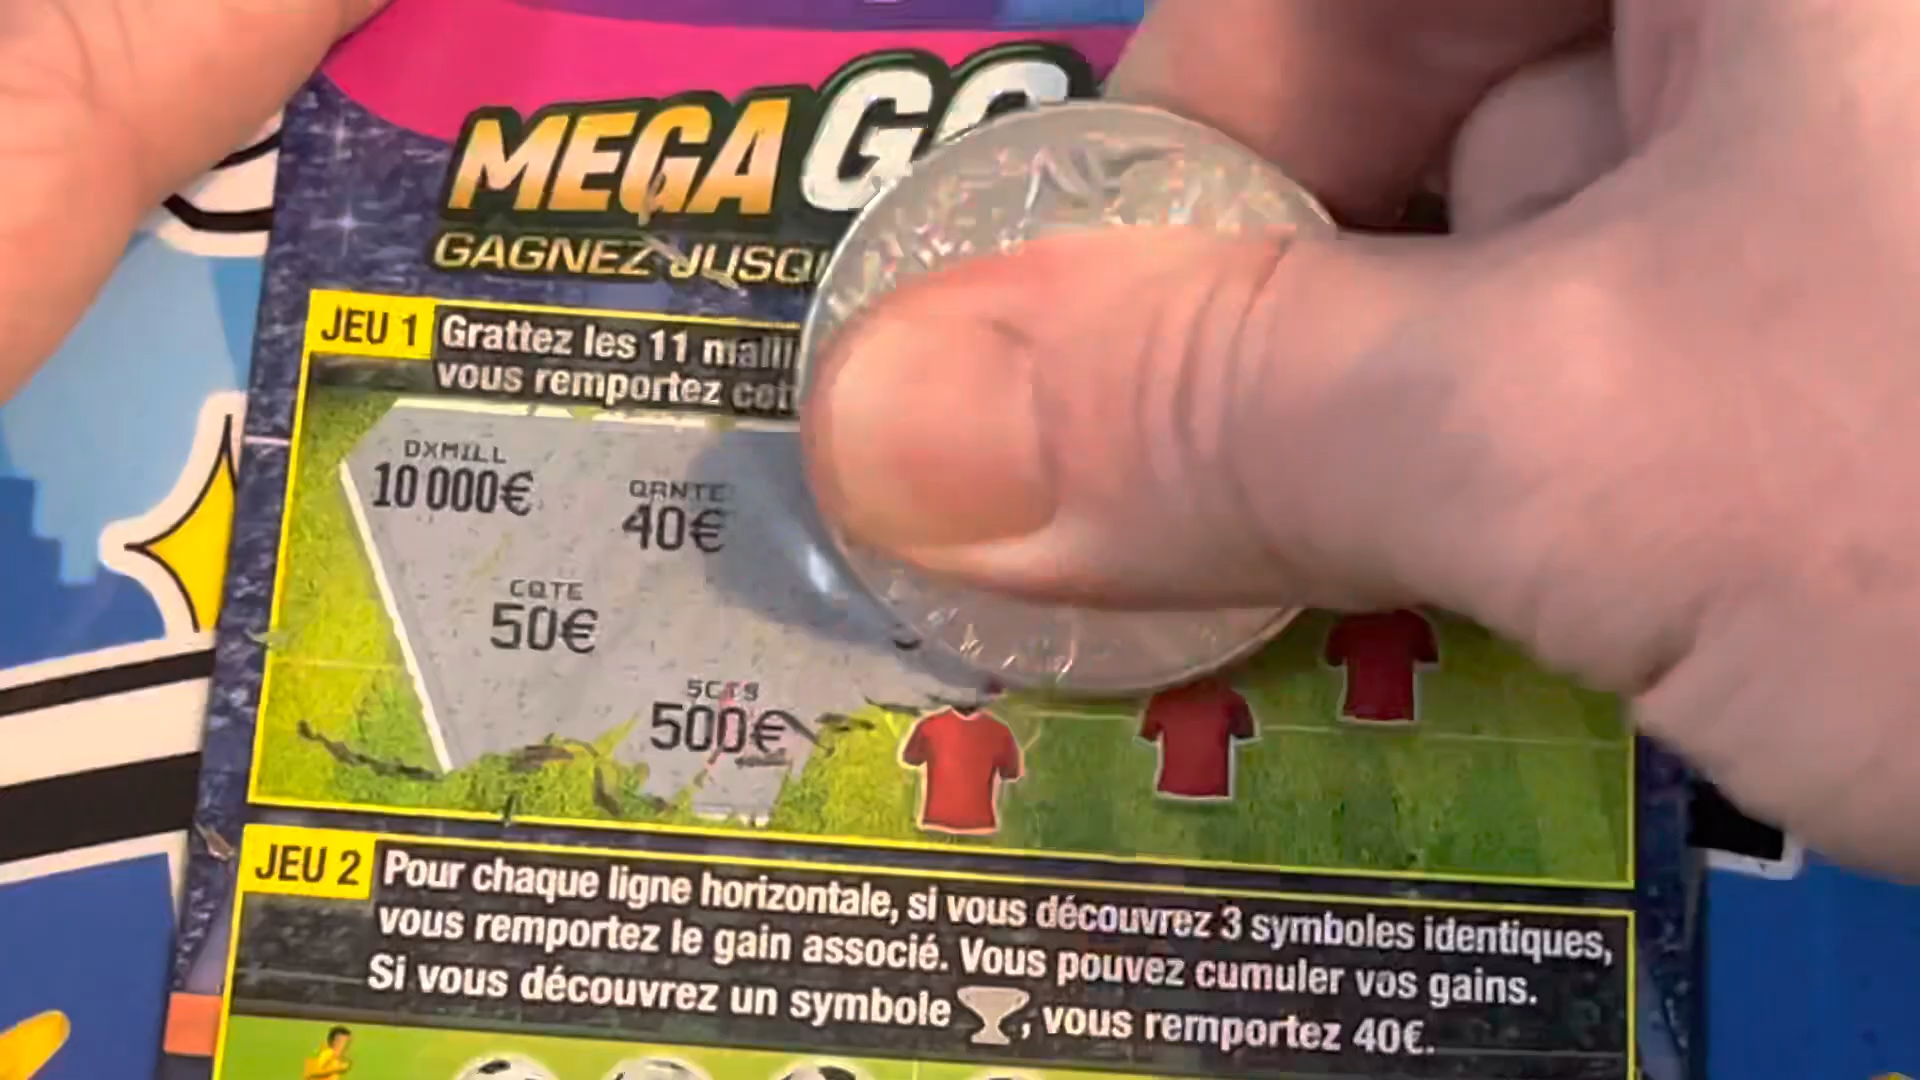 MEGA GO
GAGNEZ
JEU 1
Grattez les 11
vous remportez
DXMILL
10 000€
QRNTE
40€
CQTE
50€
5CTS
500€
JEU 2
Pour chaque ligne horizontale, si vous découvrez 3 symboles identiques,
vous remportez le gain associé. Vous pouvez cumuler vos gains.
Si vous découvrez un symbole , vous remportez 40€.